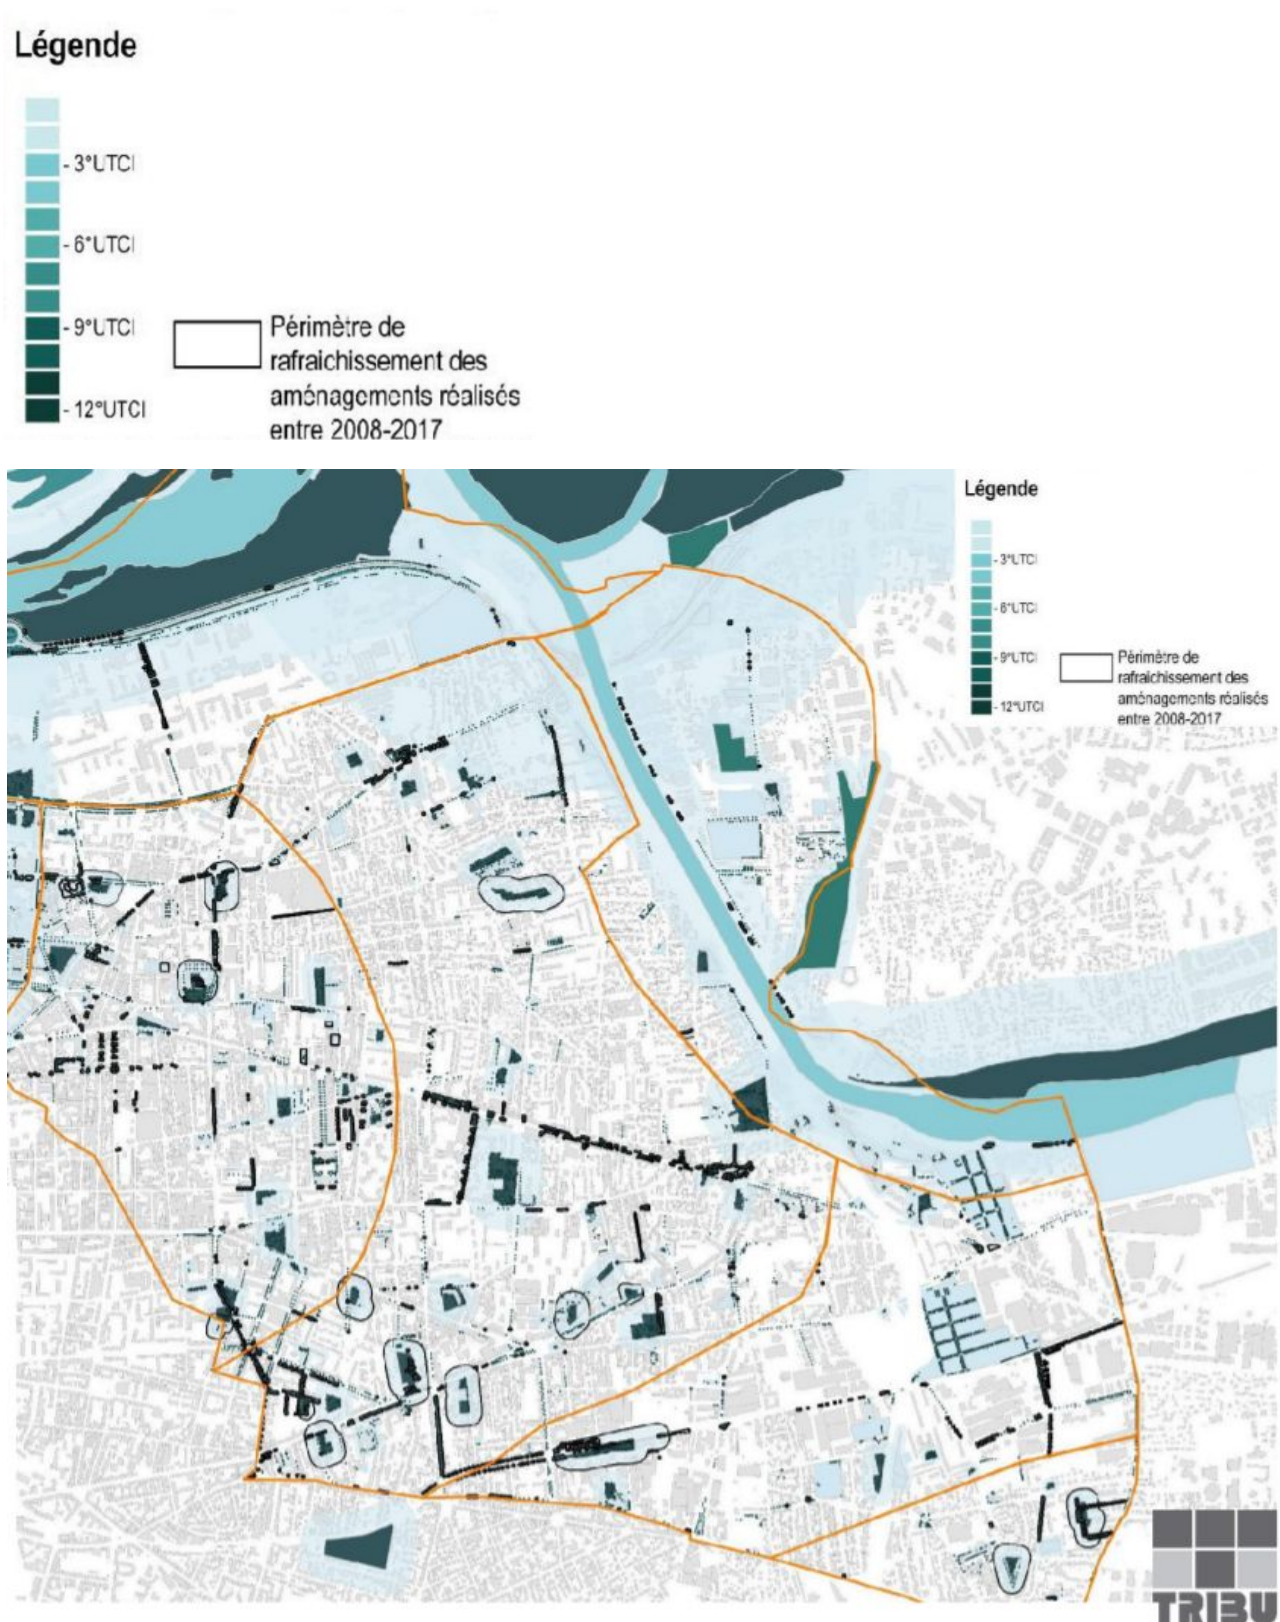 Légende
- 3°UTCI
- 6°UTCI
- 9°UTCI
- 12°UTCI
Périmètre de
rafraichissement des
aménagements réalisés
entre 2008-2017
Légende
- 3°UTCI
- 6°UTCI
- 9°UTCI
- 12°UTCI
Périmètre de
rafraichissement des
aménagements réalisés
entre 2008-2017
TRIBU